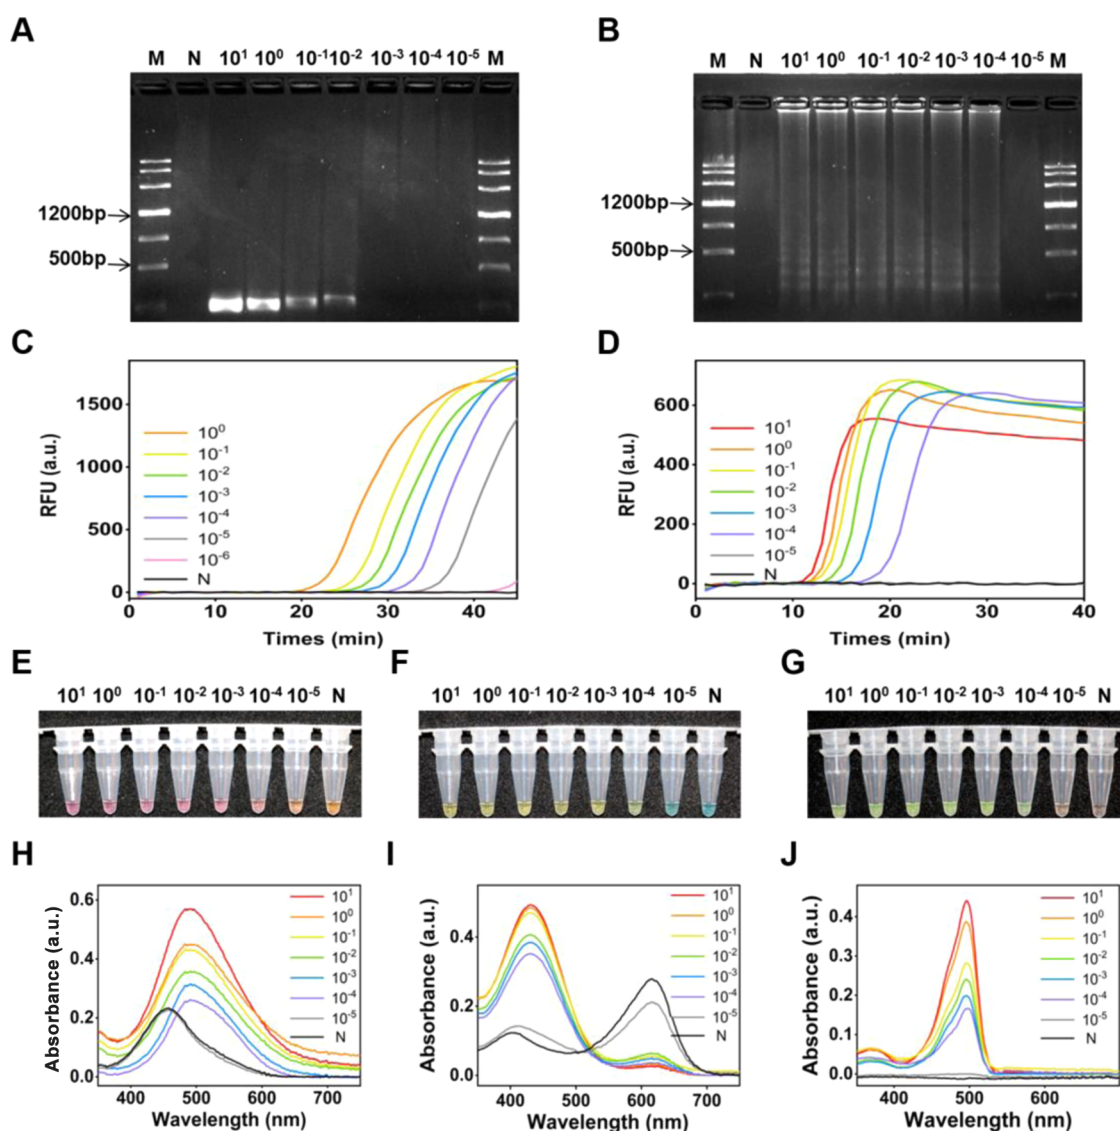 A
M N 10¹ 10⁰ 10⁻¹ 10⁻² 10⁻³ 10⁻⁴ 10⁻⁵ M
1200bp
500bp
B
M N 10¹ 10⁰ 10⁻¹ 10⁻² 10⁻³ 10⁻⁴ 10⁻⁵ M
1200bp
500bp
C
RFU (a.u.)
1500
1000
500
0
10⁰
10⁻¹
10⁻²
10⁻³
10⁻⁴
10⁻⁵
10⁻⁶
N
0 10 20 30 40
Times (min)
D
RFU (a.u.)
600
400
200
0
10¹
10⁰
10⁻¹
10⁻²
10⁻³
10⁻⁴
10⁻⁵
N
0 10 20 30 40
Times (min)
E
10¹ 10⁰ 10⁻¹ 10⁻² 10⁻³ 10⁻⁴ 10⁻⁵ N
F
10¹ 10⁰ 10⁻¹ 10⁻² 10⁻³ 10⁻⁴ 10⁻⁵ N
G
10¹ 10⁰ 10⁻¹ 10⁻² 10⁻³ 10⁻⁴ 10⁻⁵ N
H
Absorbance (a.u.)
0.6
0.4
0.2
0.0
10¹
10⁰
10⁻¹
10⁻²
10⁻³
10⁻⁴
10⁻⁵
N
400 500 600 700
Wavelength (nm)
I
Absorbance (a.u.)
0.4
0.2
0.0
10¹
10⁰
10⁻¹
10⁻²
10⁻³
10⁻⁴
10⁻⁵
N
400 500 600 700
Wavelength (nm)
J
Absorbance (a.u.)
0.4
0.3
0.2
0.1
0.0
10¹
10⁰
10⁻¹
10⁻²
10⁻³
10⁻⁴
10⁻⁵
N
400 500 600
Wavelength (nm)